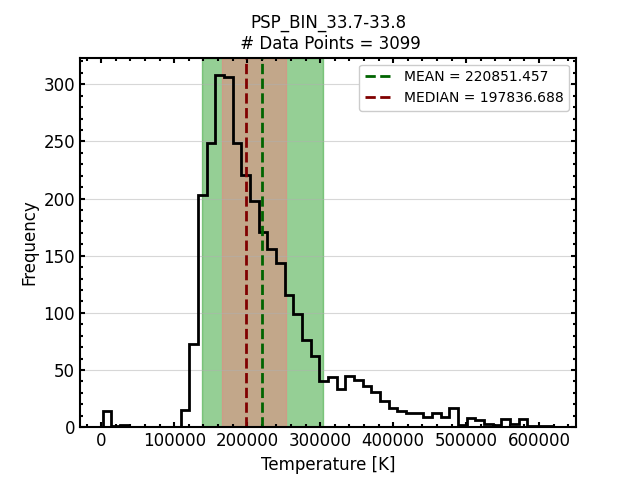 PSP_BIN_33.7-33.8
# Data Points = 3099
MEAN = 220851.457
MEDIAN = 197836.688
Frequency
300
250
200
150
100
50
0
0 100000 200000 300000 400000 500000 600000
Temperature [K]